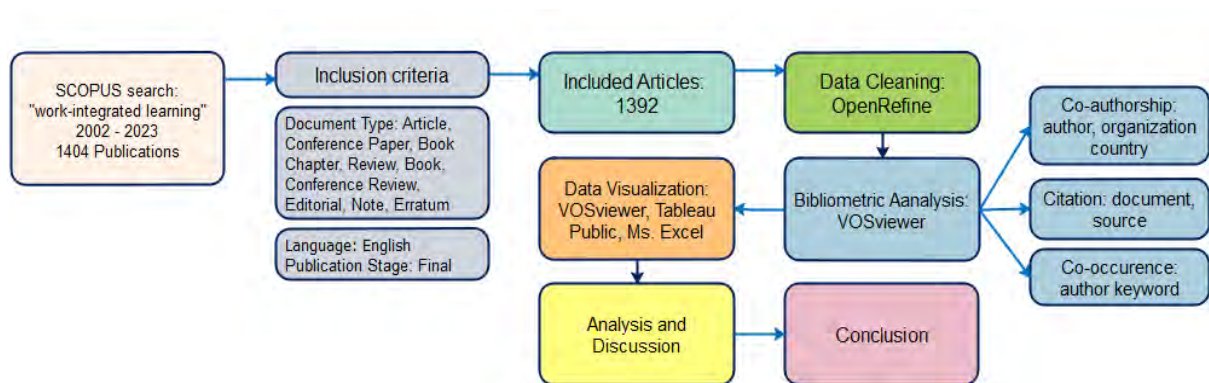 SCOPUS search:
"work-integrated learning"
2002 - 2023
1404 Publications
Inclusion criteria
Document Type: Article,
Conference Paper, Book
Chapter, Review, Book,
Conference Review,
Editorial, Note, Erratum
Language: English
Publication Stage: Final
Included Articles:
1392
Data Cleaning:
OpenRefine
Bibliometric Aanalysis:
VOSviewer
Co-authorship:
author, organization
country
Citation: document,
source
Co-occurence:
author keyword
Data Visualization:
VOSviewer, Tableau
Public, Ms. Excel
Analysis and
Discussion
Conclusion